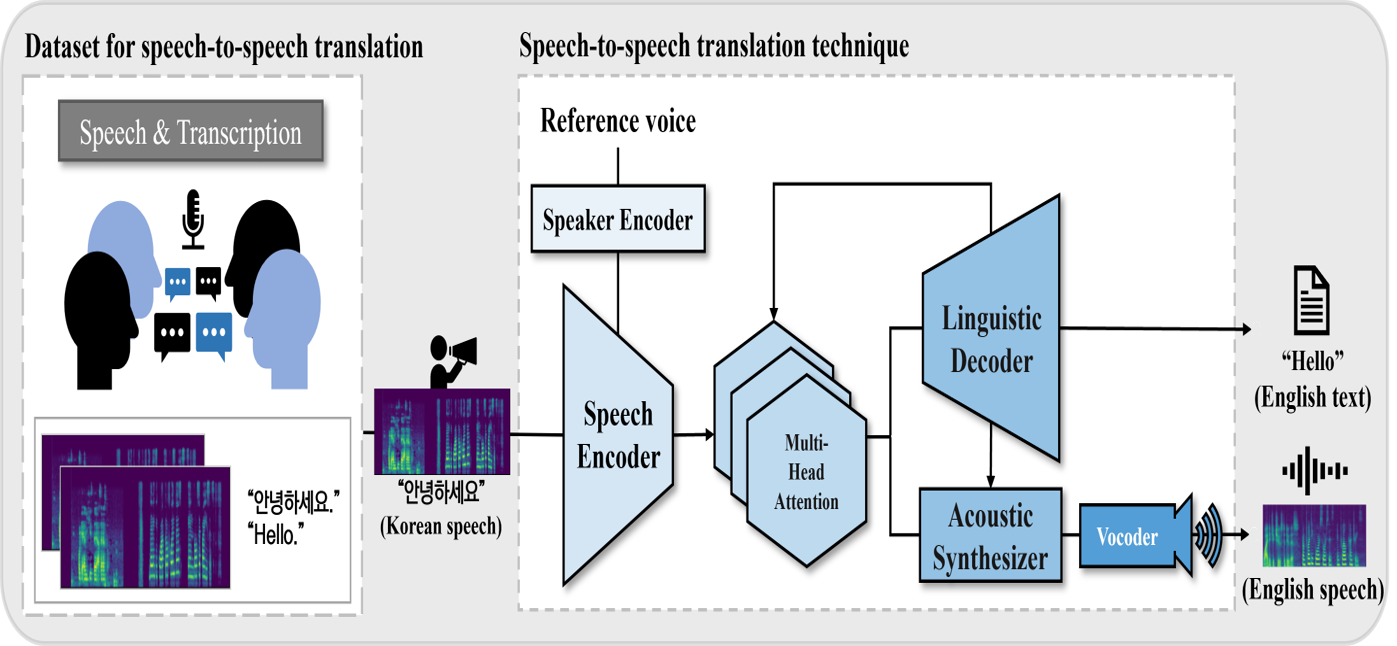 Dataset for speech-to-speech translation
Speech & Transcription
"안녕하세요."
"Hello."
"안녕하세요"
(Korean speech)
Speech-to-speech translation technique
Reference voice
Speaker Encoder
Speech
Encoder
Multi-
Head
Attention
Linguistic
Decoder
Acoustic
Synthesizer
Vocoder
“Hello”
(English text)
(English speech)